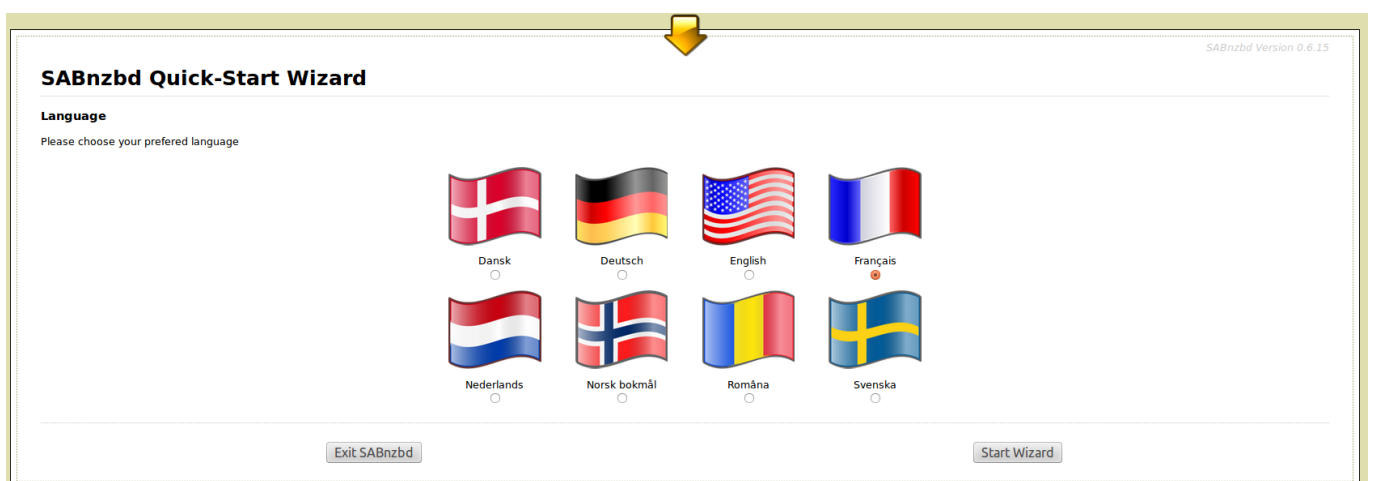 SABnzbd Version 0.6.15
SABnzbd Quick-Start Wizard
Language
Please choose your prefered language
Dansk Deutsch English Français
Nederlands Norsk bokmål Româna Svenska
Exit SABnzbd Start Wizard